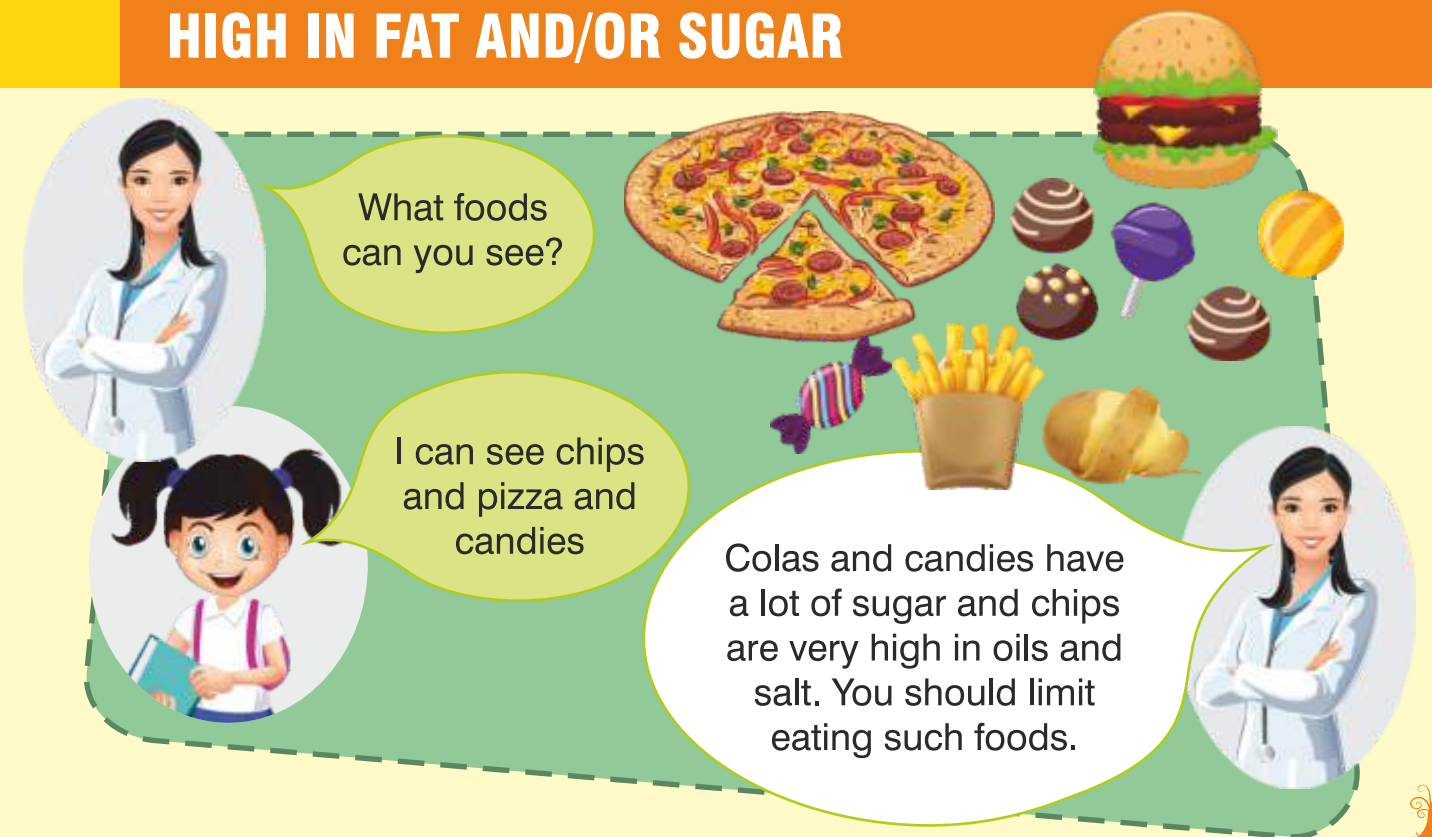 HIGH IN FAT AND/OR SUGAR
What foods
can you see?
I can see chips
and pizza and
candies
Colas and candies have
a lot of sugar and chips
are very high in oils and
salt. You should limit
eating such foods.